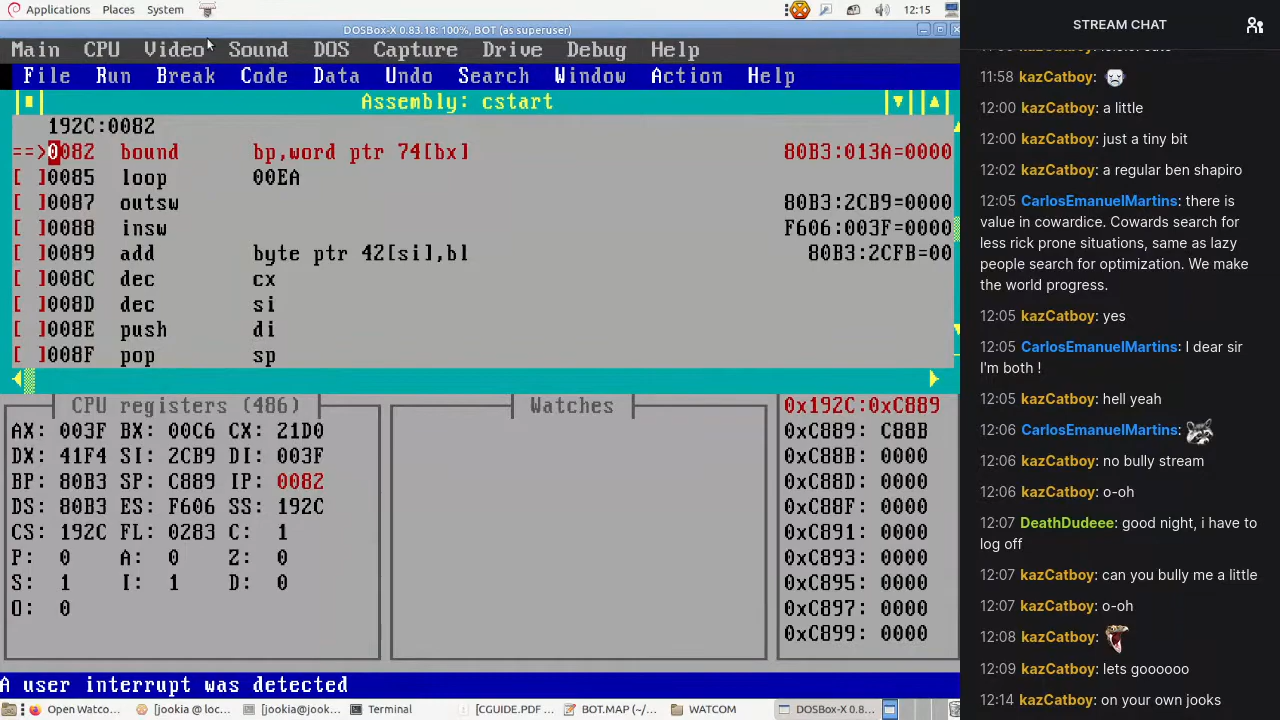 Applications Places System 12:15
DOSBox-X 0.83.18: 100%, BOT (as superuser)
Main CPU Video Sound DOS Capture Drive Debug Help
File Run Break Code Data Undo Search Window Action Help
Assembly: cstart
192C:0082
==>0082 bound bp,word ptr 74[bx] 80B3:013A=0000
[ ]0085 loop 00EA
[ ]0087 outsw 80B3:2CB9=0000
[ ]0088 insw F606:003F=0000
[ ]0089 add byte ptr 42[si],bl 80B3:2CFB=00
[ ]008C dec cx
[ ]008D dec si
[ ]008E push di
[ ]008F pop sp
CPU registers (486)
AX: 003F BX: 00C6 CX: 21D0
DX: 41F4 SI: 2CB9 DI: 003F
BP: 80B3 SP: C889 IP: 0082
DS: 80B3 ES: F606 SS: 192C
CS: 192C FL: 0283 C: 1
P: 0 A: 0 Z: 0
S: 1 I: 1 D: 0
O: 0
Watches
0x192C:0xC889
0xC889: C88B
0xC88B: 0000
0xC88D: 0000
0xC88F: 0000
0xC891: 0000
0xC893: 0000
0xC895: 0000
0xC897: 0000
0xC899: 0000
A user interrupt was detected
Open Watco... [jookia @ loc... [jookia@jook... Terminal [CGUIDE.PDF ... BOT.MAP (~/... WATCOM DOSBox-X 0.8...
STREAM CHAT
11:58 kazCatboy:
12:00 kazCatboy: a little
12:00 kazCatboy: just a tiny bit
12:02 kazCatboy: a regular ben shapiro
12:05 CarlosEmanuelMartins: there is
value in cowardice. Cowards search for
less rick prone situations, same as lazy
people search for optimization. We make
the world progress.
12:05 kazCatboy: yes
12:05 CarlosEmanuelMartins: I dear sir
I'm both !
12:05 kazCatboy: hell yeah
12:06 CarlosEmanuelMartins:
12:06 kazCatboy: no bully stream
12:06 kazCatboy: o-oh
12:07 DeathDudeee: good night, i have to
log off
12:07 kazCatboy: can you bully me a little
12:07 kazCatboy: o-oh
12:08 kazCatboy:
12:09 kazCatboy: lets goooooo
12:14 kazCatboy: on your own jooks